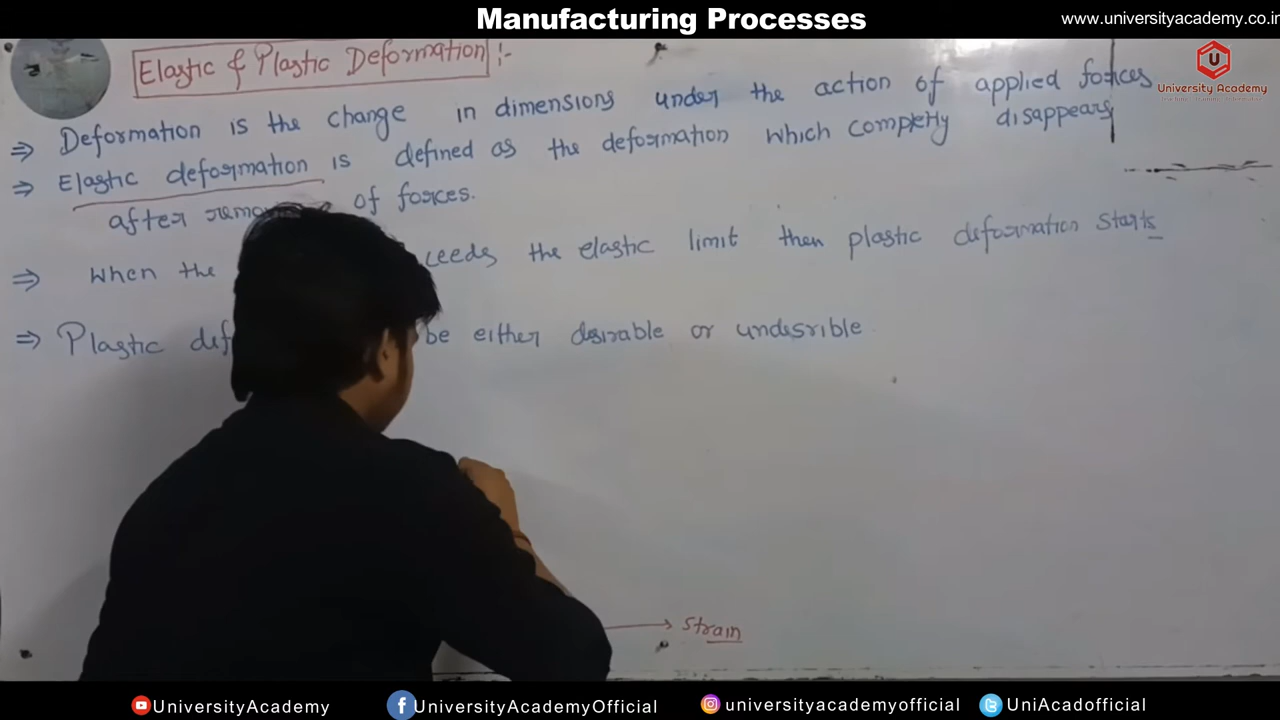 Manufacturing Processes
www.universityacademy.co.in
University Academy
Elastic & Plastic Deformation :-
⇒ Deformation is the change in dimensions under the action of applied forces
⇒ Elastic deformation is defined as the deformation which completly disappears
after of forces.
⇒ When the the elastic limit then plastic deformation starts
⇒ Plastic be either desirable or undesrible
Strain
UniversityAcademy
UniversityAcademyOfficial
universityacademyofficial
UniAcadofficial